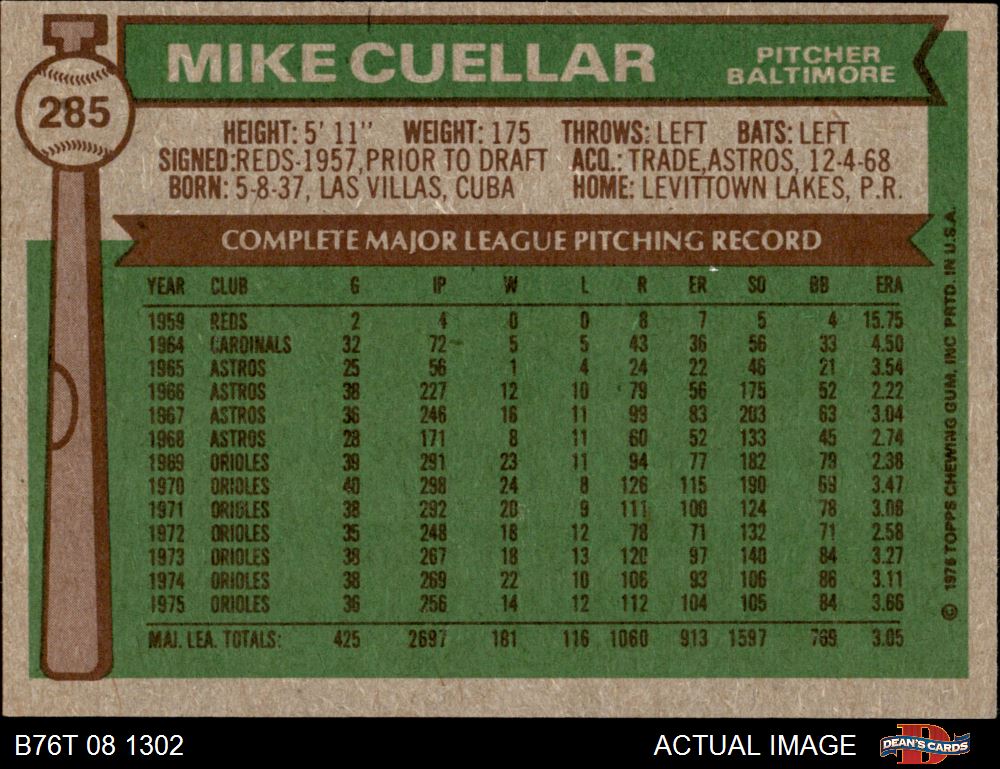 MIKE CUELLAR
PITCHER
BALTIMORE
285
HEIGHT: 5' 11" WEIGHT: 175 THROWS: LEFT BATS: LEFT
SIGNED:REDS-1957,PRIOR TO DRAFT ACQ.: TRADE,ASTROS, 12-4-68
BORN: 5-8-37, LAS VILLAS, CUBA HOME: LEVITTOWN LAKES, P.R.
COMPLETE MAJOR LEAGUE PITCHING RECORD
YEAR CLUB G IP W L R ER SO BB ERA
1959 REDS 2 4 0 0 8 7 5 4 15.75
1964 CARDINALS 32 72 5 5 43 36 56 33 4.50
1965 ASTROS 25 56 1 4 24 22 46 21 3.54
1966 ASTROS 38 227 12 10 79 56 175 52 2.22
1967 ASTROS 36 246 16 11 99 83 203 63 3.04
1968 ASTROS 28 171 8 11 60 52 133 45 2.74
1969 ORIOLES 39 291 23 11 94 77 182 79 2.38
1970 ORIOLES 40 298 24 8 126 115 190 69 3.47
1971 ORIOLES 38 292 20 9 111 100 124 78 3.08
1972 ORIOLES 35 248 18 12 78 71 132 71 2.58
1973 ORIOLES 38 267 18 13 120 97 140 84 3.27
1974 ORIOLES 38 269 22 10 106 93 106 86 3.11
1975 ORIOLES 36 256 14 12 112 104 105 84 3.66
MAJ. LEA. TOTALS: 425 2697 181 116 1060 913 1597 769 3.05
© 1976 TOPPS CHEWING GUM, INC PRTD. IN U.S.A.
B76T 08 1302
ACTUAL IMAGE
DEAN'S CARDS